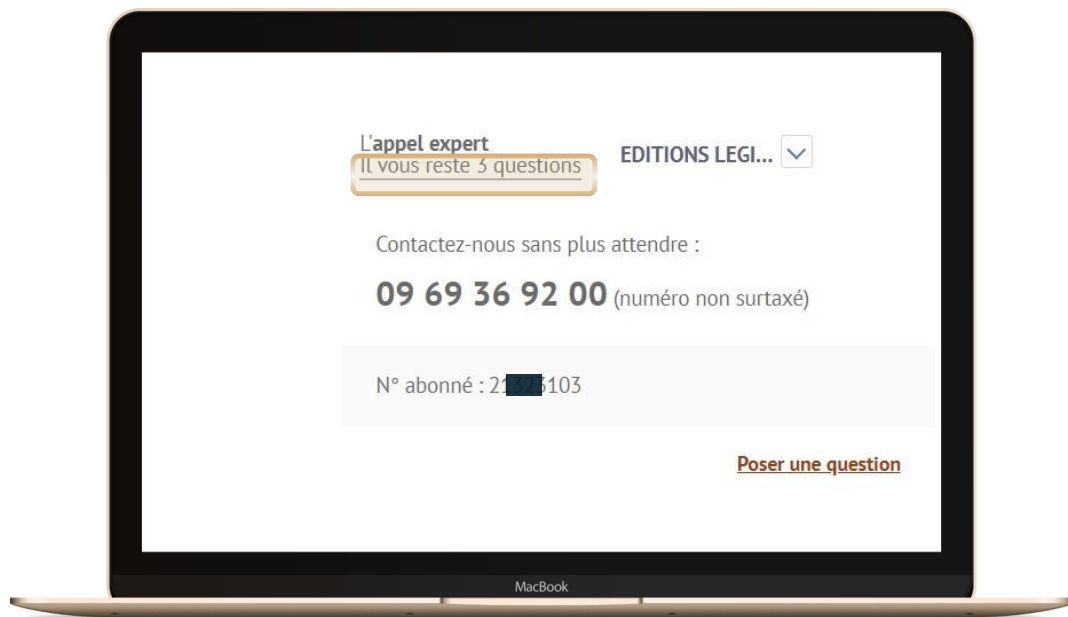 L'appel expert
Il vous reste 3 questions
EDITIONS LEGI...
Contactez-nous sans plus attendre :
09 69 36 92 00 (numéro non surtaxé)
N° abonné :
Poser une question
MacBook